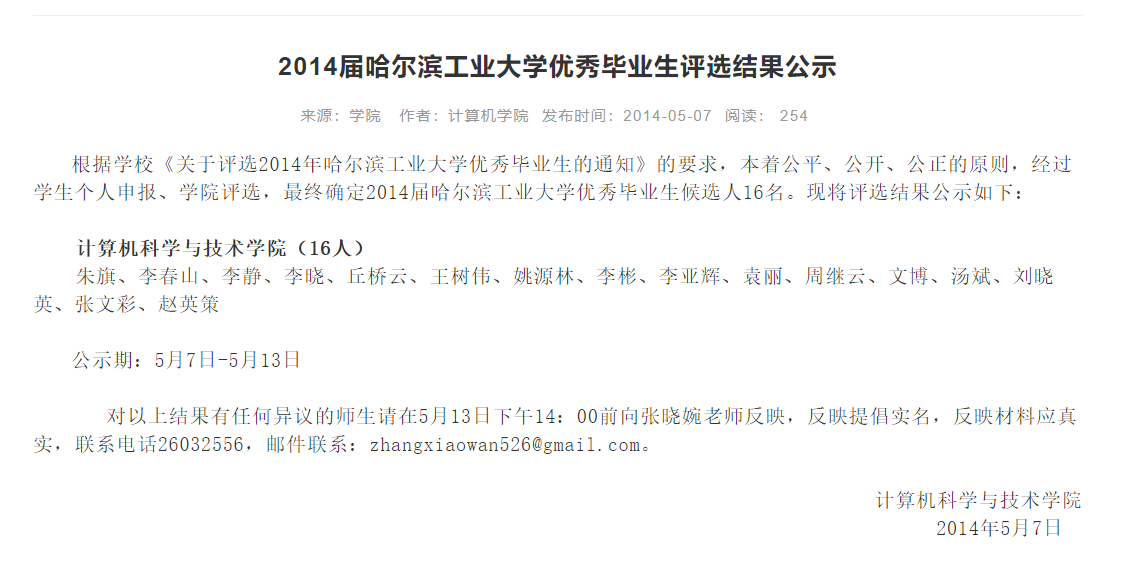 2014届哈尔滨工业大学优秀毕业生评选结果公示
来源：学院 作者：计算机学院 发布时间：2014-05-07 阅读： 254
根据学校《关于评选2014年哈尔滨工业大学优秀毕业生的通知》的要求，本着公平、公开、公正的原则，经过
学生个人申报、学院评选，最终确定2014届哈尔滨工业大学优秀毕业生候选人16名。现将评选结果公示如下：
计算机科学与技术学院（16人）
朱旗、李春山、李静、李晓、丘桥云、王树伟、姚源林、李彬、李亚辉、袁丽、周继云、文博、汤斌、刘晓
英、张文彩、赵英策
公示期：5月7日-5月13日
对以上结果有任何异议的师生请在5月13日下午14：00前向张晓婉老师反映，反映提倡实名，反映材料应真
实，联系电话26032556，邮件联系：zhangxiaowan526@gmail.com。
计算机科学与技术学院
2014年5月7日